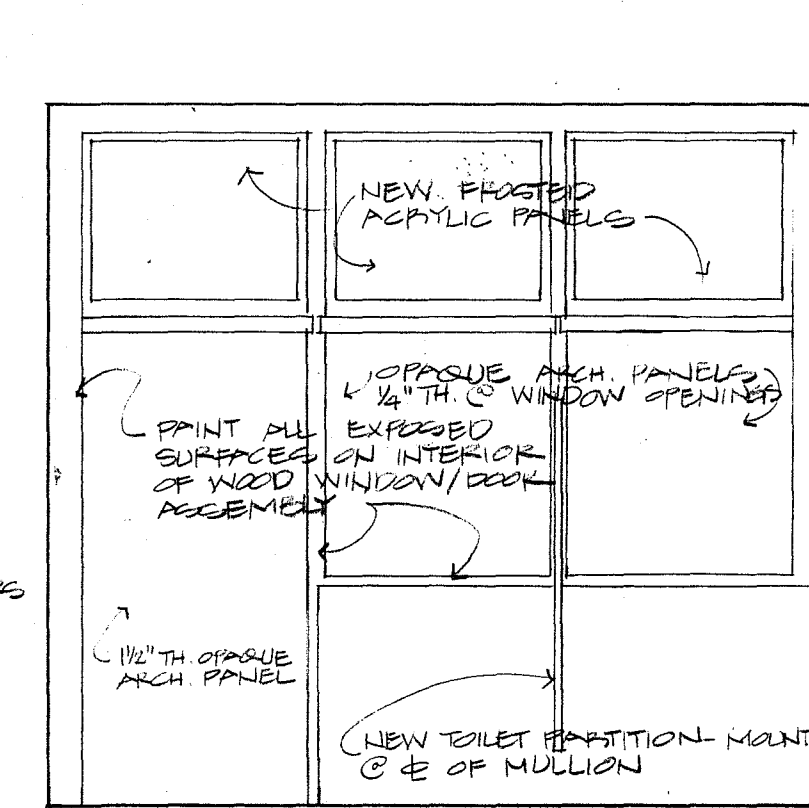 NEW FROSTED
ACRYLIC PANELS
OPAQUE ARCH. PANELS
1/4" TH. @ WINDOW OPENINGS
PAINT ALL EXPOSED
SURFACES ON INTERIOR
OF WOOD WINDOW/DOOR
ASSEMBLY
1 1/2" TH. OPAQUE
ARCH. PANEL
NEW TOILET PARTITION- MOUNT
@ ℄ OF MULLION